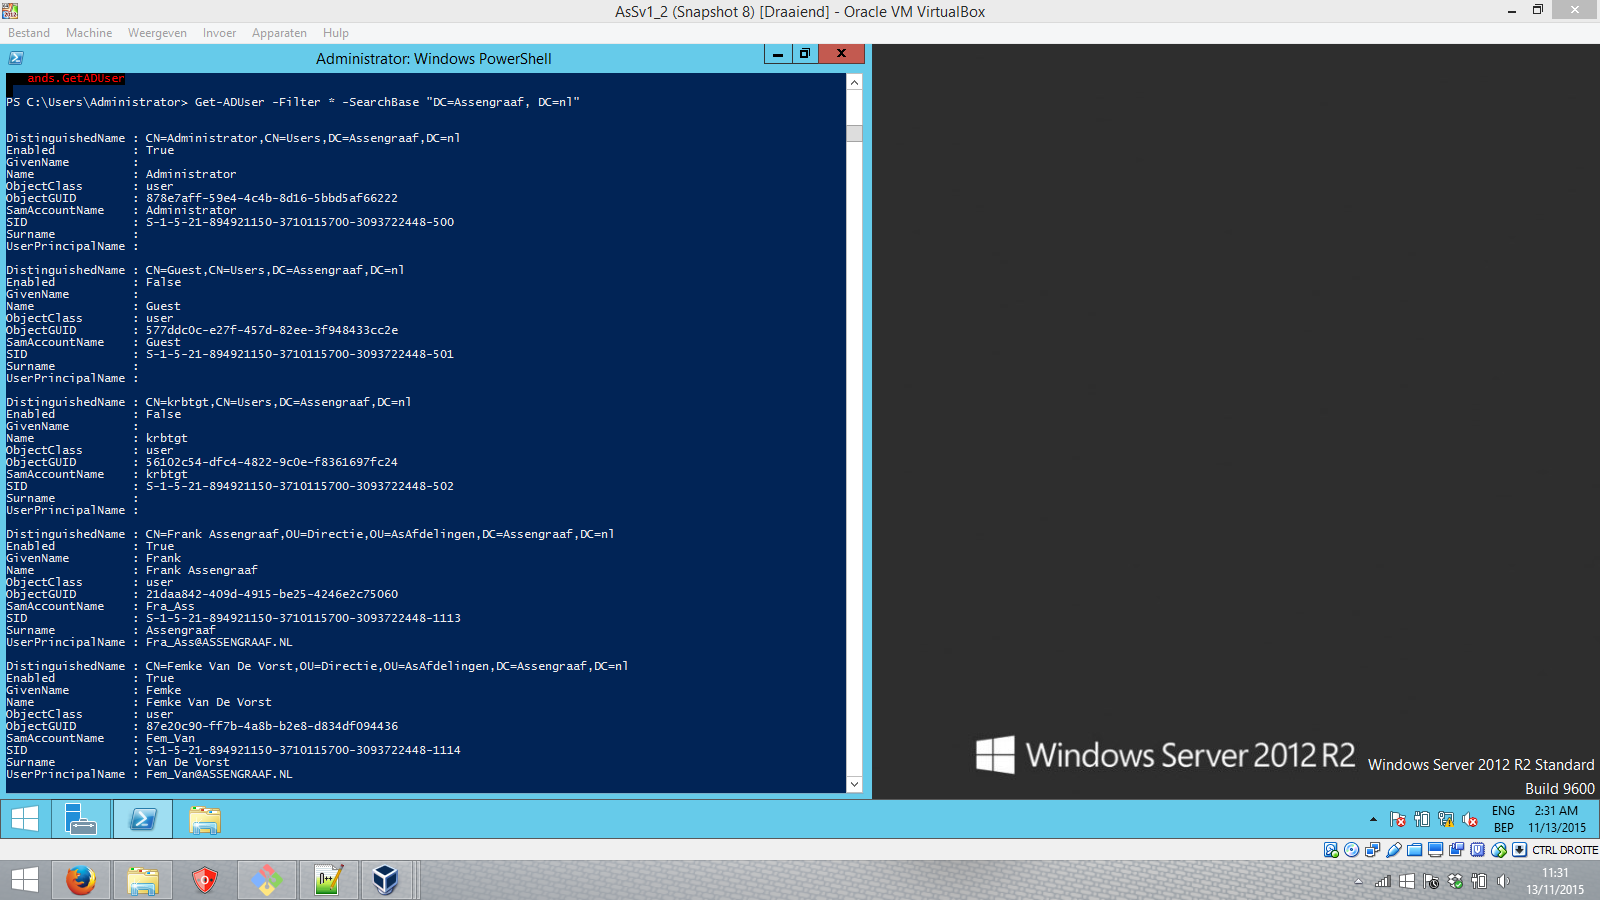 AsSv1_2 (Snapshot 8) [Draaiend] - Oracle VM VirtualBox
Bestand Machine Weergeven Invoer Apparaten Hulp
Administrator: Windows PowerShell
ands.GetADUser
PS C:\Users\Administrator> Get-ADUser -Filter * -SearchBase "DC=Assengraaf, DC=nl"
DistinguishedName : CN=Administrator,CN=Users,DC=Assengraaf,DC=nl
Enabled : True
GivenName :
Name : Administrator
ObjectClass : user
ObjectGUID : 878e7aff-59e4-4c4b-8d16-5bbd5af66222
SamAccountName : Administrator
SID : S-1-5-21-894921150-3710115700-3093722448-500
Surname :
UserPrincipalName :
DistinguishedName : CN=Guest,CN=Users,DC=Assengraaf,DC=nl
Enabled : False
GivenName :
Name : Guest
ObjectClass : user
ObjectGUID : 577ddc0c-e27f-457d-82ee-3f948433cc2e
SamAccountName : Guest
SID : S-1-5-21-894921150-3710115700-3093722448-501
Surname :
UserPrincipalName :
DistinguishedName : CN=krbtgt,CN=Users,DC=Assengraaf,DC=nl
Enabled : False
GivenName :
Name : krbtgt
ObjectClass : user
ObjectGUID : 56102c54-dfc4-4822-9c0e-f8361697fc24
SamAccountName : krbtgt
SID : S-1-5-21-894921150-3710115700-3093722448-502
Surname :
UserPrincipalName :
DistinguishedName : CN=Frank Assengraaf,OU=Directie,OU=AsAfdelingen,DC=Assengraaf,DC=nl
Enabled : True
GivenName : Frank
Name : Frank Assengraaf
ObjectClass : user
ObjectGUID : 21daa842-409d-4915-be25-4246e2c75060
SamAccountName : Fra_Ass
SID : S-1-5-21-894921150-3710115700-3093722448-1113
Surname : Assengraaf
UserPrincipalName : Fra_Ass@ASSENGRAAF.NL
DistinguishedName : CN=Femke Van De Vorst,OU=Directie,OU=AsAfdelingen,DC=Assengraaf,DC=nl
Enabled : True
GivenName : Femke
Name : Femke Van De Vorst
ObjectClass : user
ObjectGUID : 87e20c90-ff7b-4a8b-b2e8-d834df094436
SamAccountName : Fem_Van
SID : S-1-5-21-894921150-3710115700-3093722448-1114
Surname : Van De Vorst
UserPrincipalName : Fem_Van@ASSENGRAAF.NL
Windows Server 2012 R2
Windows Server 2012 R2 Standard
Build 9600
ENG 2:31 AM
BEP 11/13/2015
CTRL DROITE
11:31
13/11/2015